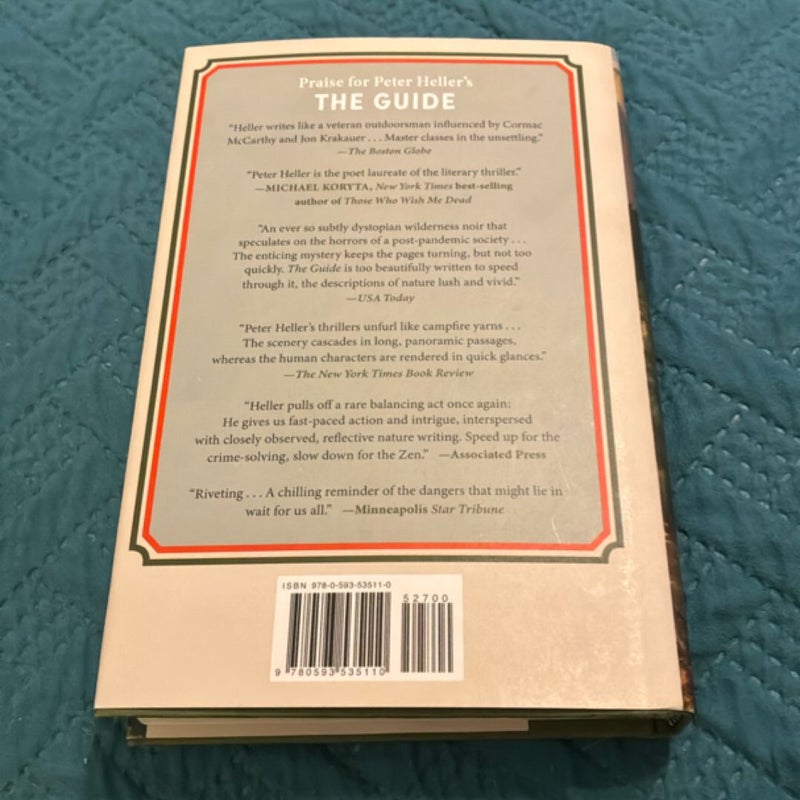 Praise for Peter Heller's
THE GUIDE
“Heller writes like a veteran outdoorsman influenced by Cormac
McCarthy and Jon Krakauer . . . Master classes in the unsettling.”
—The Boston Globe
“Peter Heller is the poet laureate of the literary thriller.”
—MICHAEL KORYTA, New York Times best-selling
author of Those Who Wish Me Dead
“An ever so subtly dystopian wilderness noir that
speculates on the horrors of a post-pandemic society . . .
The enticing mystery keeps the pages turning, but not too
quickly. The Guide is too beautifully written to speed
through it, the descriptions of nature lush and vivid.”
—USA Today
“Peter Heller's thrillers unfurl like campfire yarns . . .
The scenery cascades in long, panoramic passages,
whereas the human characters are rendered in quick glances.”
—The New York Times Book Review
“Heller pulls off a rare balancing act once again:
He gives us fast-paced action and intrigue, interspersed
with closely observed, reflective nature writing. Speed up for the
crime-solving, slow down for the Zen.” —Associated Press
“Riveting . . . A chilling reminder of the dangers that might lie in
wait for us all.” —Minneapolis Star Tribune
ISBN 978-0-593-53511-0
52700
9 780593 535110